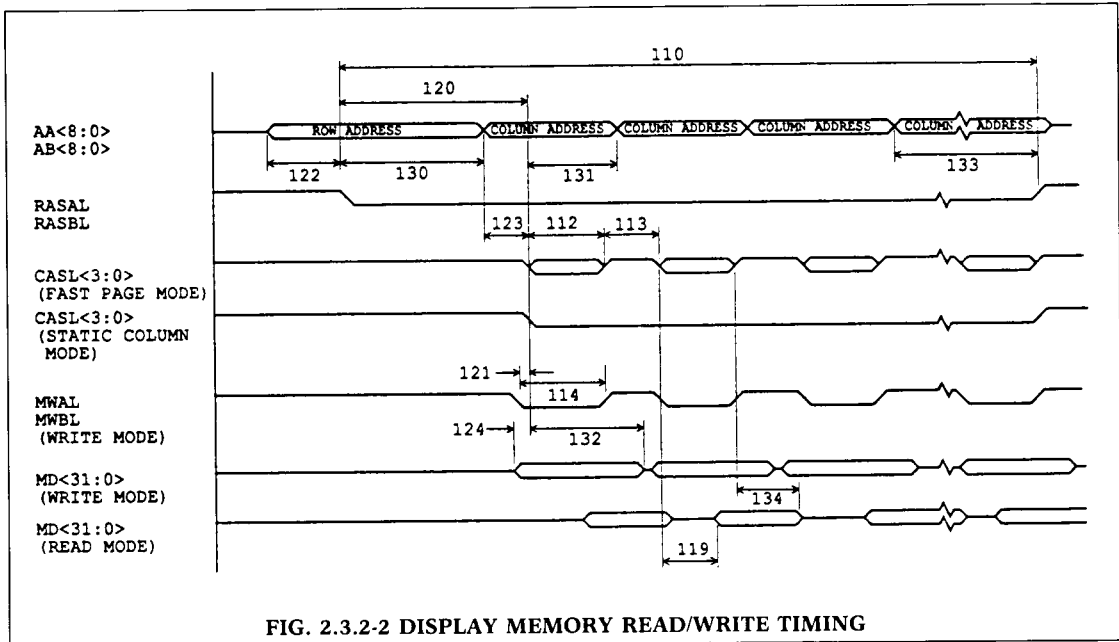 110
120
AA<8:0>
AB<8:0>
ROW ADDRESS
COLUMN ADDRESS
COLUMN ADDRESS
COLUMN ADDRESS
COLUMN ADDRESS
122
130
131
133
RASAL
RASBL
123
112
113
CASL<3:0>
(FAST PAGE MODE)
CASL<3:0>
(STATIC COLUMN
MODE)
121
114
MWAL
MWBL
(WRITE MODE)
124
132
MD<31:0>
(WRITE MODE)
134
MD<31:0>
(READ MODE)
119
FIG. 2.3.2-2 DISPLAY MEMORY READ/WRITE TIMING